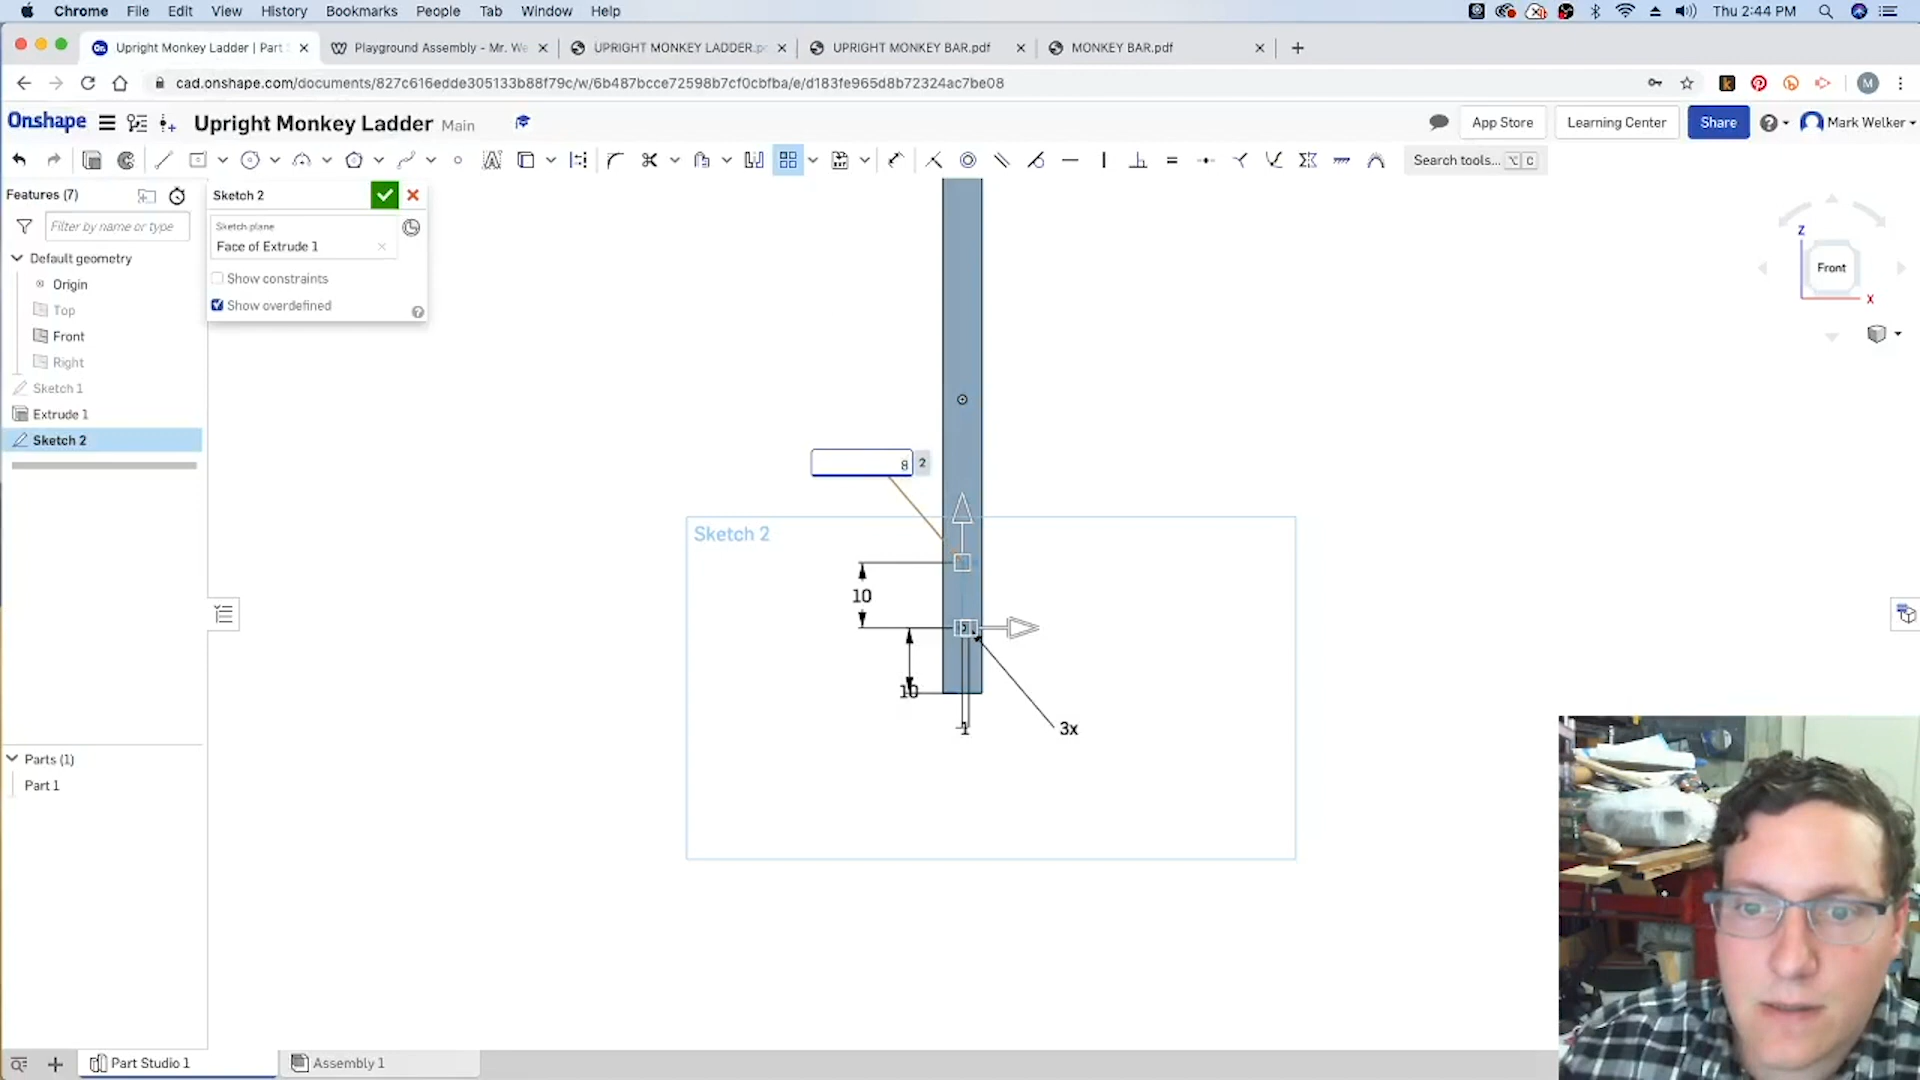 Chrome File Edit View History Bookmarks People Tab Window Help
Thu 2:44 PM
Upright Monkey Ladder | Part S
Playground Assembly - Mr. We
UPRIGHT MONKEY LADDER.p
UPRIGHT MONKEY BAR.pdf
MONKEY BAR.pdf
cad.onshape.com/documents/827c616edde305133b88f79c/w/6b487bcce72598b7cf0cbfba/e/d183fe965d8b72324ac7be08
M
Onshape
Upright Monkey Ladder Main
App Store
Learning Center
Share
Mark Welker
Search tools... ⌥ C
Features (7)
Filter by name or type
Default geometry
Origin
Top
Front
Right
Sketch 1
Extrude 1
Sketch 2
Sketch 2
Sketch plane
Face of Extrude 1
Show constraints
Show overdefined
Z
Front
X
8 2
Sketch 2
10
10
1
3x
Parts (1)
Part 1
Part Studio 1
Assembly 1